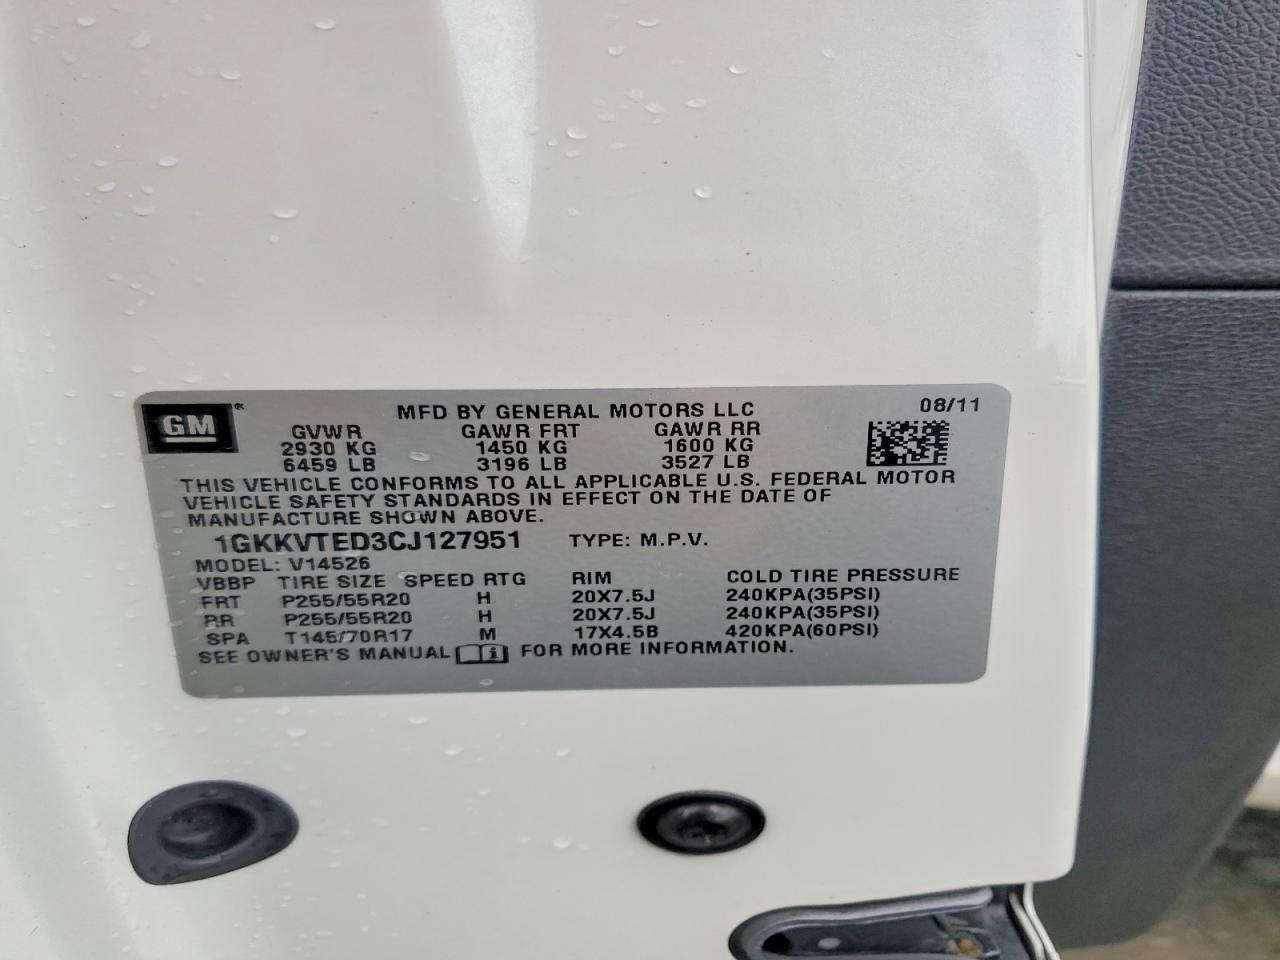 GM ® MFD BY GENERAL MOTORS LLC 08/11
GVWR GAWR FRT GAWR RR
2930 KG 1450 KG 1600 KG
6459 LB 3196 LB 3527 LB
THIS VEHICLE CONFORMS TO ALL APPLICABLE U.S. FEDERAL MOTOR
VEHICLE SAFETY STANDARDS IN EFFECT ON THE DATE OF
MANUFACTURE SHOWN ABOVE.
1GKKVTED3CJ127951 TYPE: M.P.V.
MODEL: V14526
VBBP TIRE SIZE SPEED RTG RIM COLD TIRE PRESSURE
FRT P255/55R20 H 20X7.5J 240KPA(35PSI)
RR P255/55R20 H 20X7.5J 240KPA(35PSI)
SPA T145/70R17 M 17X4.5B 420KPA(60PSI)
SEE OWNER'S MANUAL i FOR MORE INFORMATION.